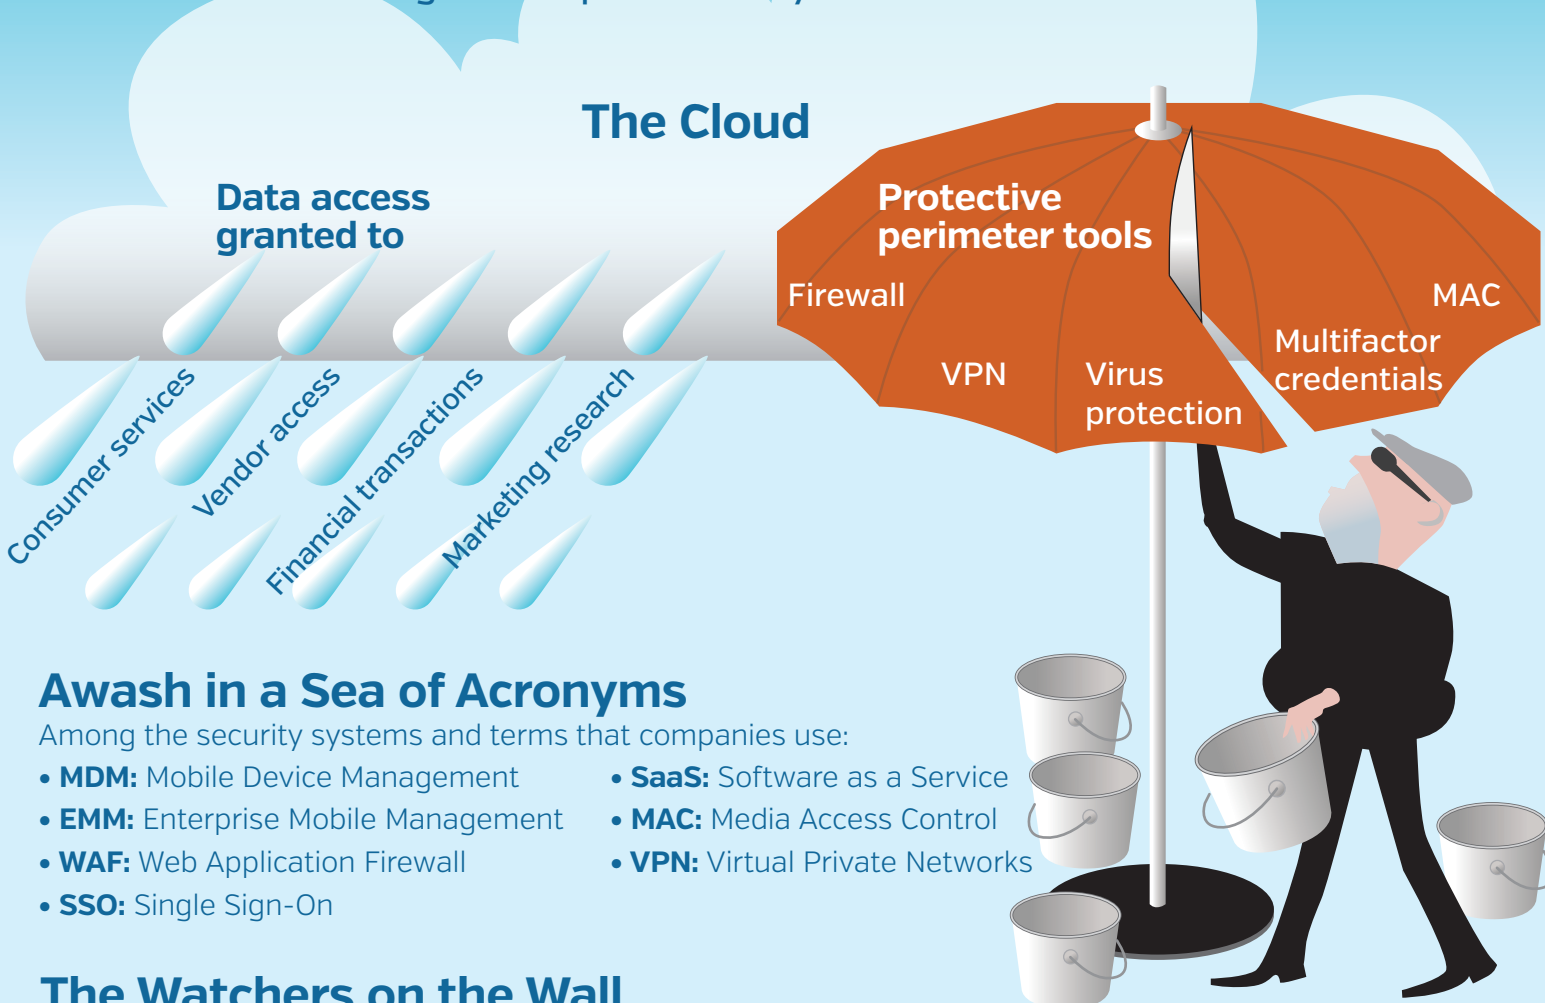 The Cloud
Data access
granted to
Consumer services
Vendor access
Financial transactions
Marketing research
Protective
perimeter tools
Firewall
VPN
Virus
protection
Multifactor
credentials
MAC
Awash in a Sea of Acronyms
Among the security systems and terms that companies use:
• MDM: Mobile Device Management
• EMM: Enterprise Mobile Management
• WAF: Web Application Firewall
• SSO: Single Sign-On
• SaaS: Software as a Service
• MAC: Media Access Control
• VPN: Virtual Private Networks
The Watchers on the Wall